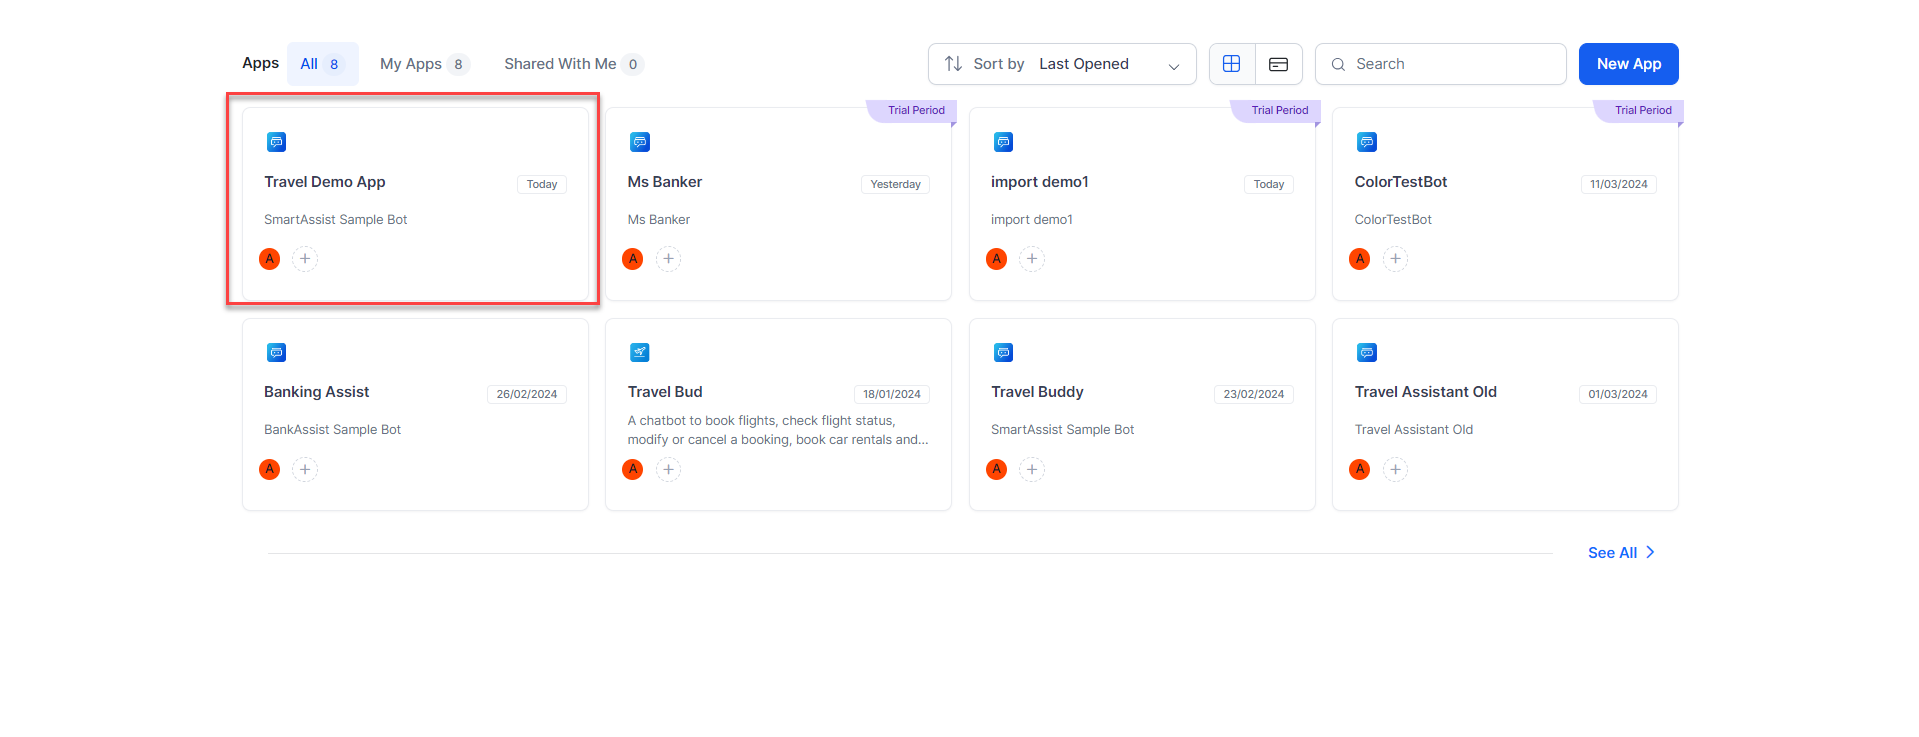 Apps All 8 My Apps 8 Shared With Me 0 Sort by Last Opened Search New App
Trial Period Trial Period Trial Period
Travel Demo App Today Ms Banker Yesterday import demo1 Today ColorTestBot 11/03/2024
SmartAssist Sample Bot Ms Banker import demo1 ColorTestBot
A + A + A + A +
Banking Assist 26/02/2024 Travel Bud 18/01/2024 Travel Buddy 23/02/2024 Travel Assistant Old 01/03/2024
BankAssist Sample Bot A chatbot to book flights, check flight status, SmartAssist Sample Bot Travel Assistant Old
modify or cancel a booking, book car rentals and...
A + A + A + A +
See All